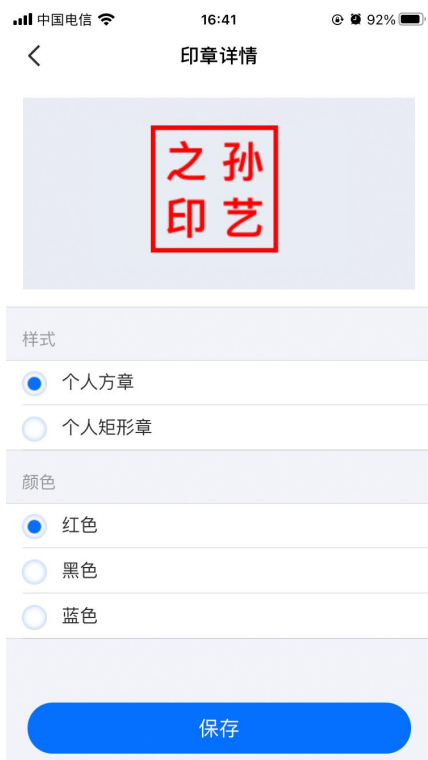 中国电信 16:41 92%
印章详情
之孙
印艺
样式
个人方章
个人矩形章
颜色
红色
黑色
蓝色
保存